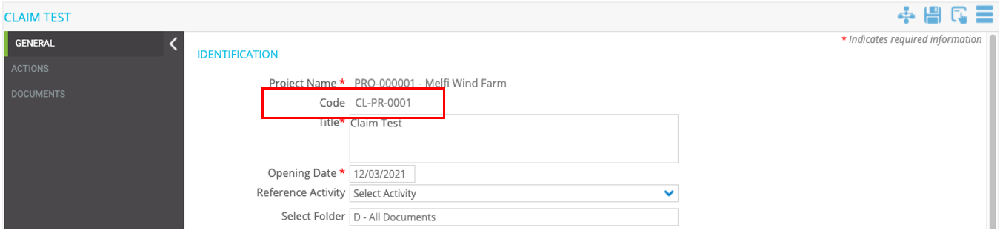 CLAIM TEST
* Indicates required information
GENERAL
ACTIONS
DOCUMENTS
IDENTIFICATION
Project Name * PRO-000001 - Melfi Wind Farm
Code CL-PR-0001
Title* Claim Test
Opening Date * 12/03/2021
Reference Activity Select Activity
Select Folder D - All Documents